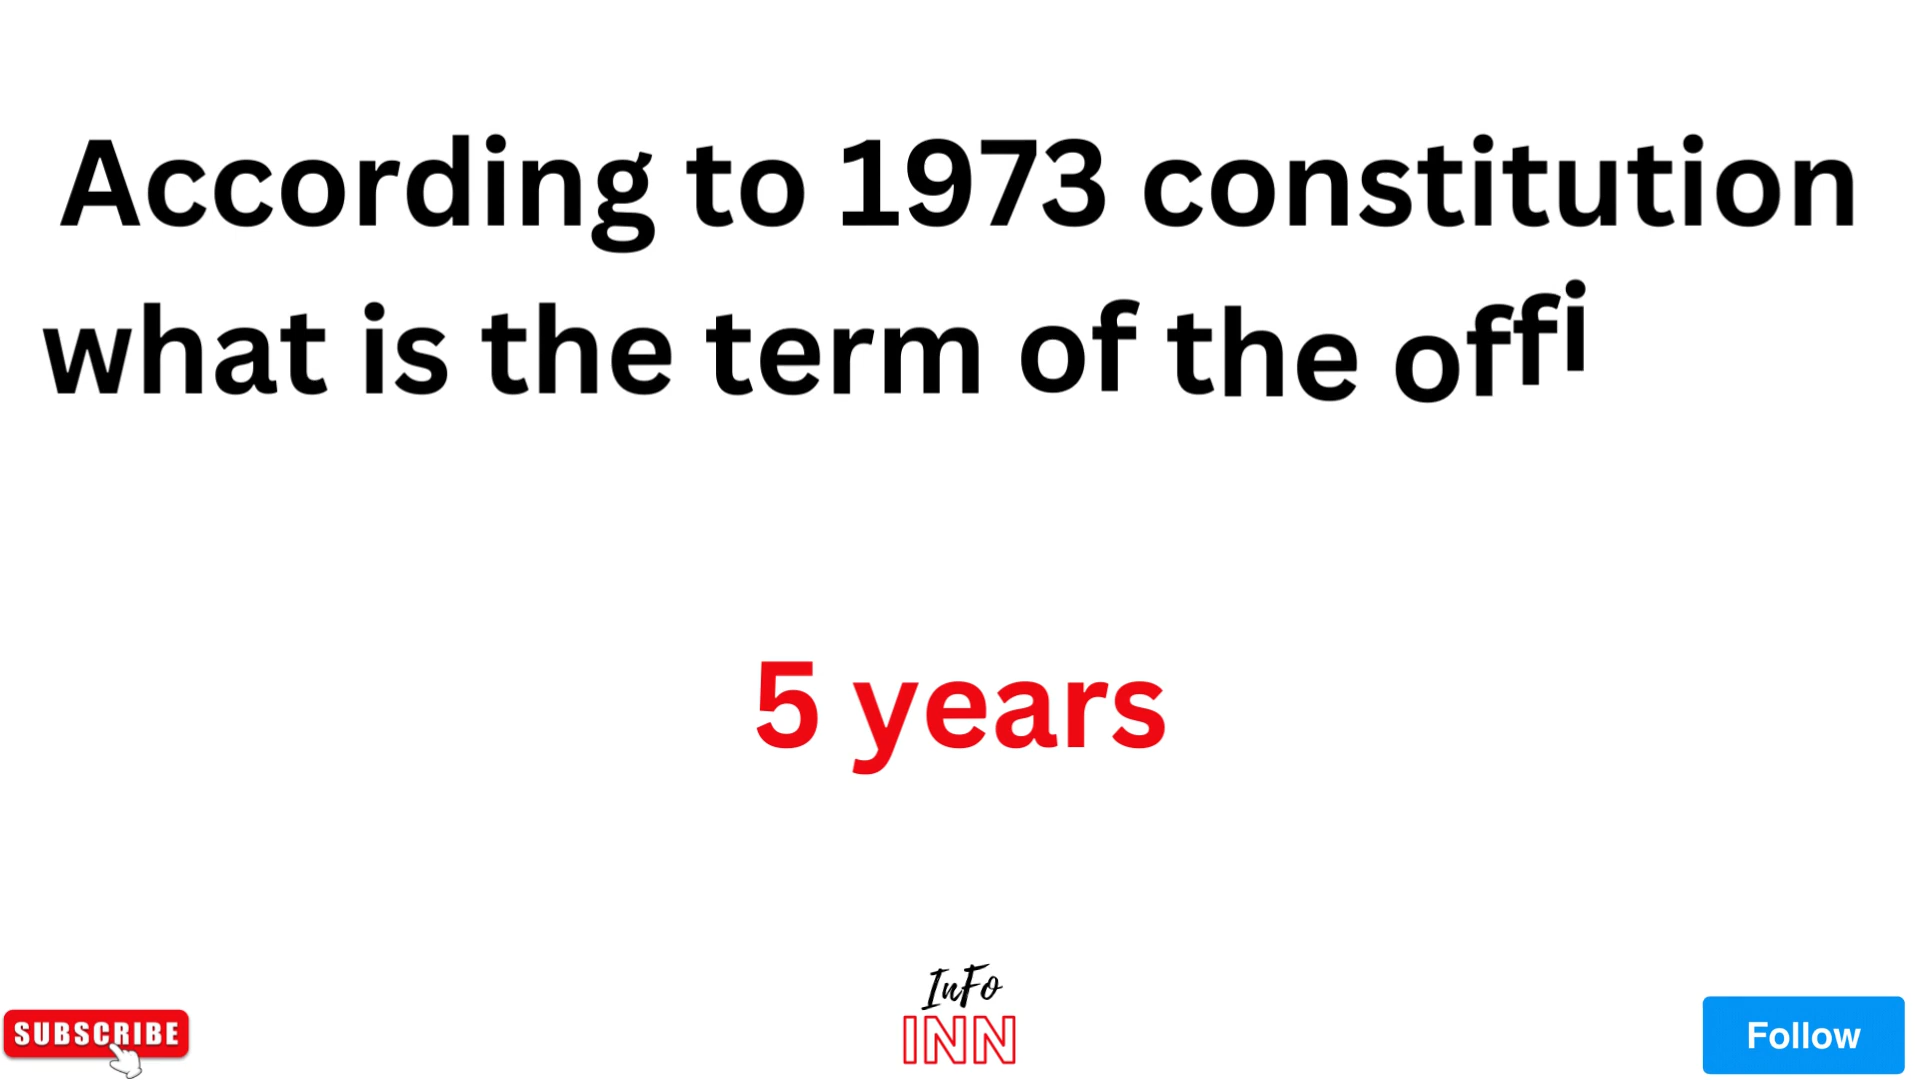 According to 1973 constitution
what is the term of the offi
5 years
InFo
INN
SUBSCRIBE
Follow